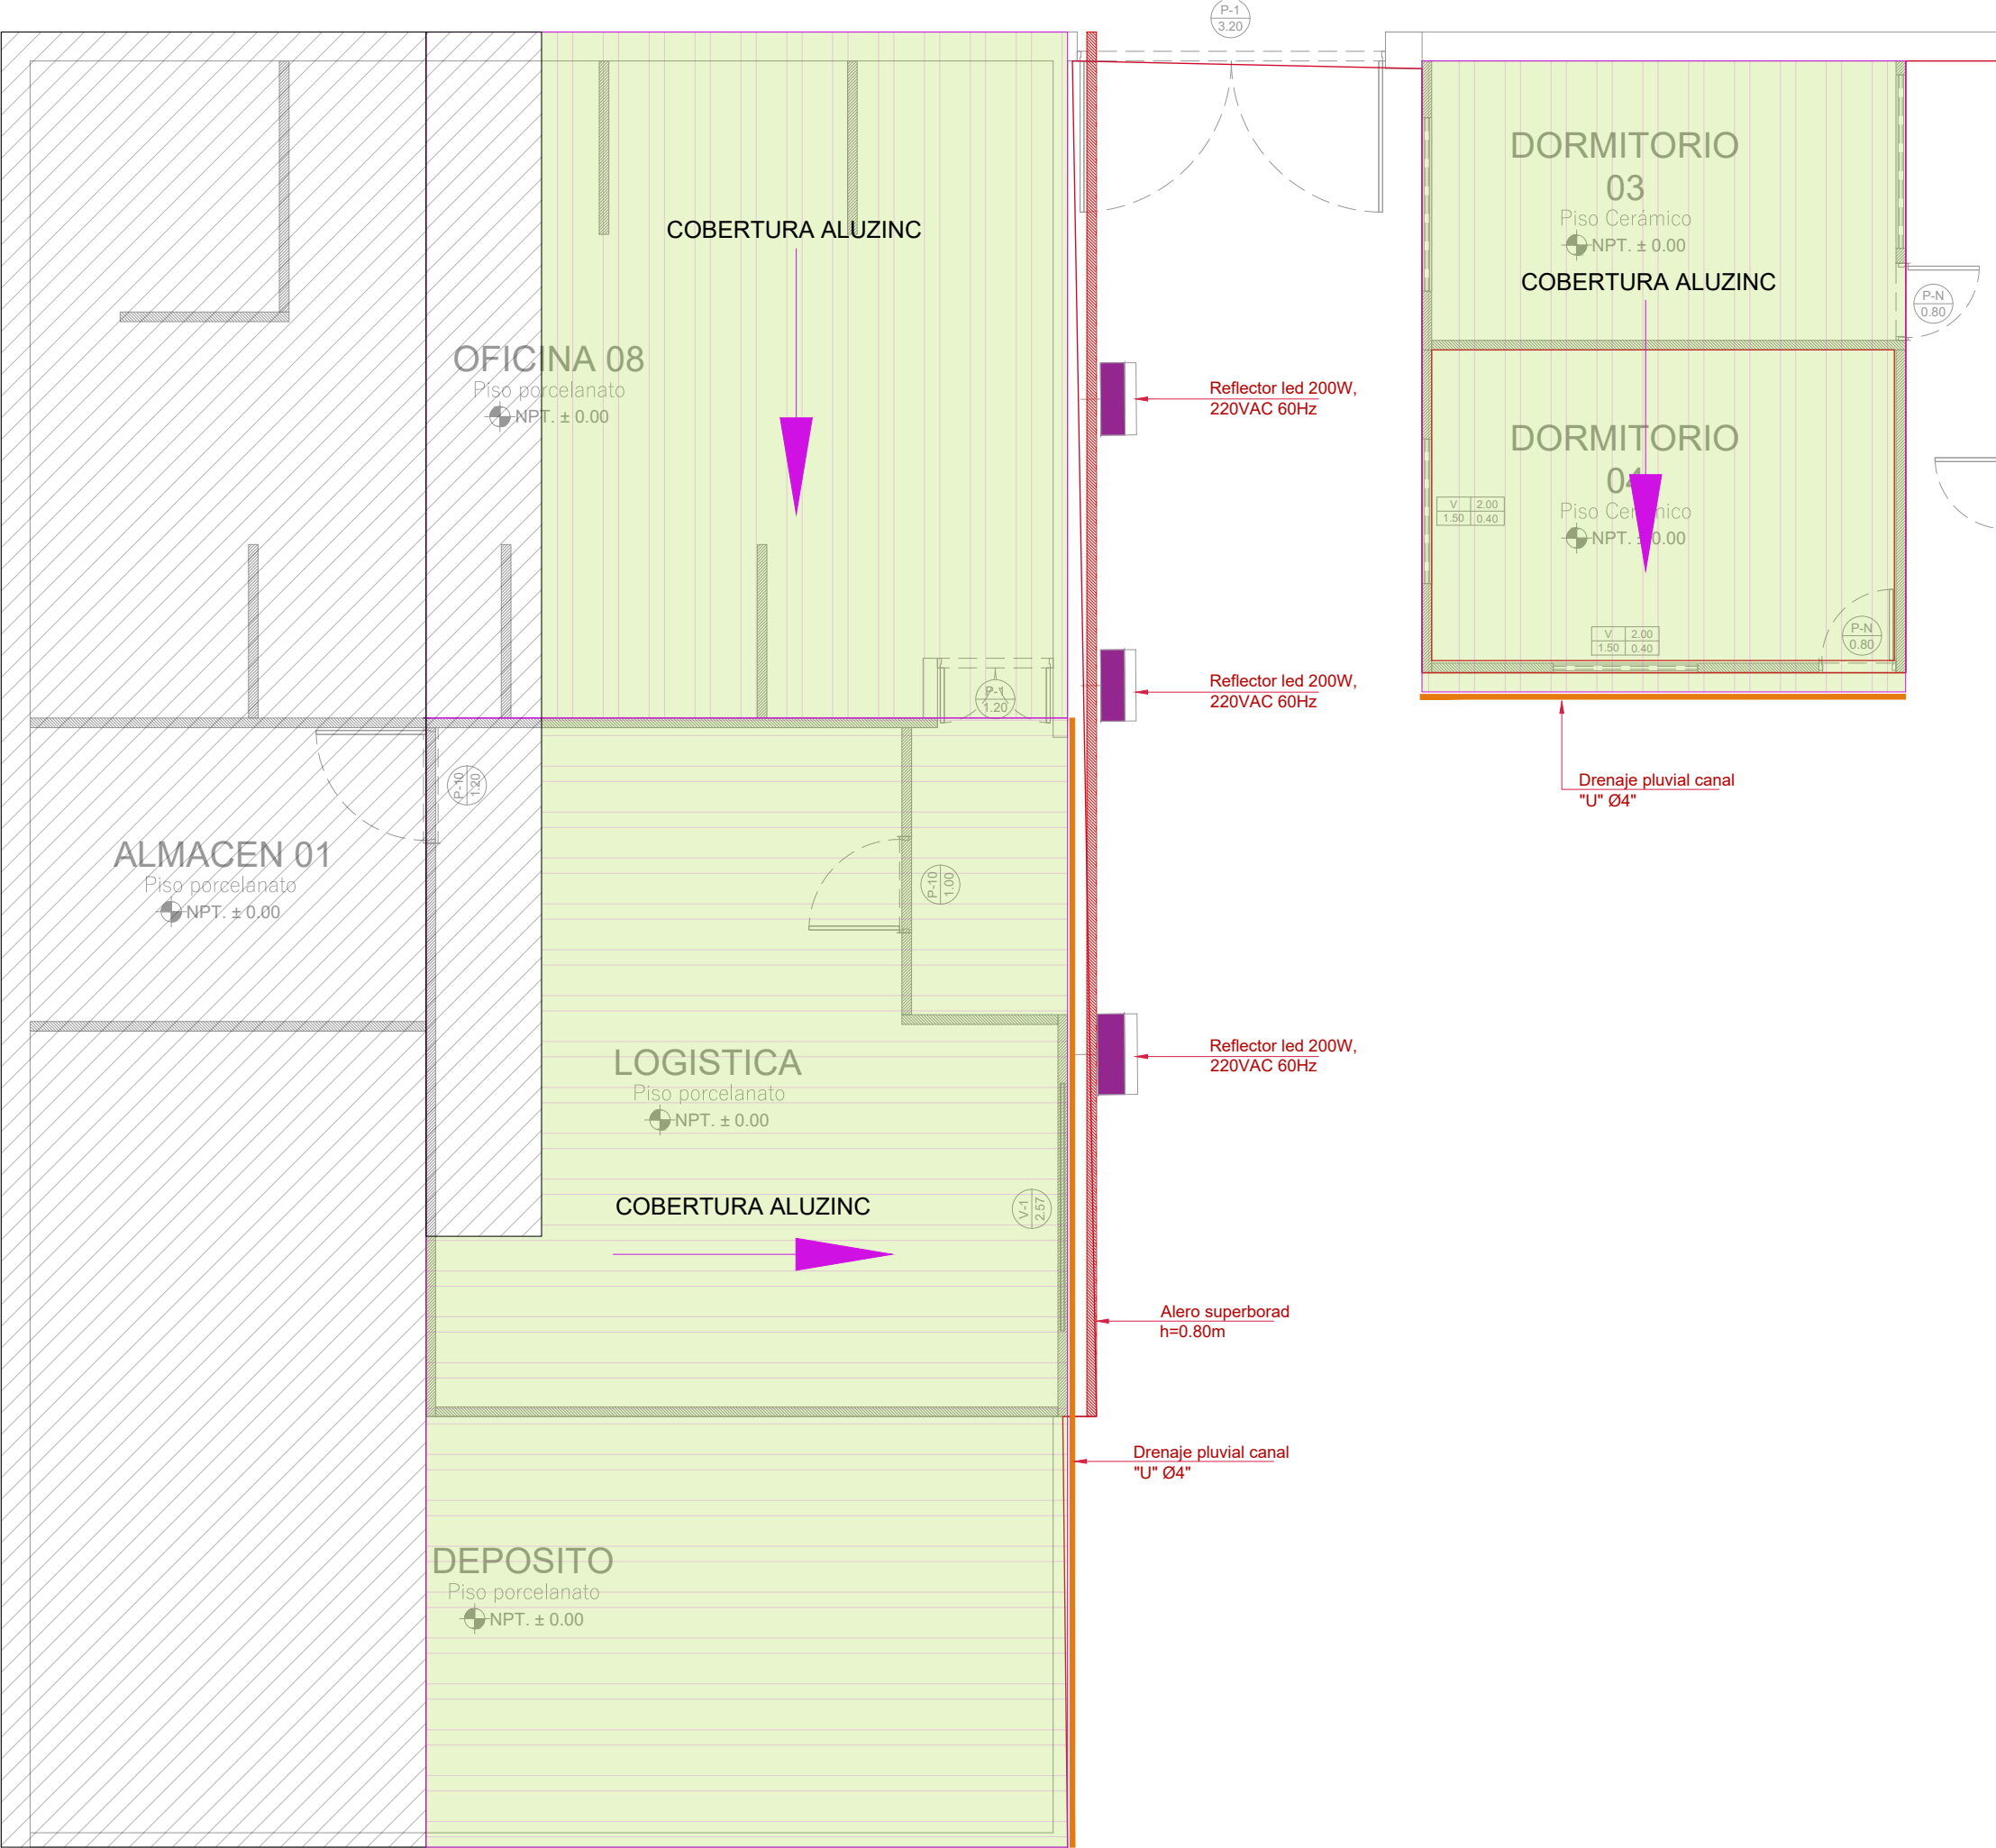 P-1
3.20
DORMITORIO
03
Piso Cerámico
NPT. ± 0.00
COBERTURA ALUZINC
COBERTURA ALUZINC
P-N
0.80
OFICINA 08
Piso porcelanato
NPT. ± 0.00
Reflector led 200W,
220VAC 60Hz
DORMITORIO
04
Piso Cerámico
NPT. ± 0.00
V 2.00
1.50 0.40
V 2.00
1.50 0.40
P-N
0.80
Reflector led 200W,
220VAC 60Hz
P-1
1.20
Drenaje pluvial canal
"U" Ø4"
P-10
1.20
ALMACEN 01
Piso porcelanato
NPT. ± 0.00
P-10
1.00
LOGISTICA
Piso porcelanato
NPT. ± 0.00
Reflector led 200W,
220VAC 60Hz
COBERTURA ALUZINC
V-1
2.57
Alero superborad
h=0.80m
Drenaje pluvial canal
"U" Ø4"
DEPOSITO
Piso porcelanato
NPT. ± 0.00